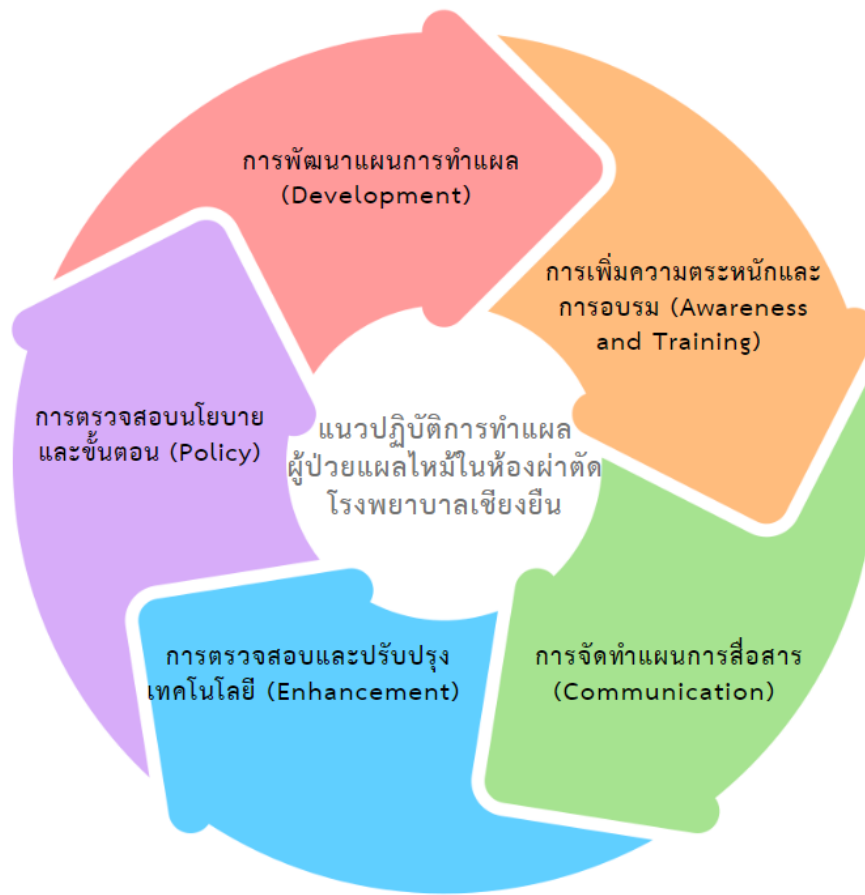 การพัฒนาแผนการทำแผล
(Development)
การเพิ่มความตระหนักและ
การอบรม (Awareness
and Training)
การจัดทำแผนการสื่อสาร
(Communication)
การตรวจสอบและปรับปรุง
เทคโนโลยี (Enhancement)
การตรวจสอบนโยบาย
และขั้นตอน (Policy)
แนวปฏิบัติการทำแผล
ผู้ป่วยแผลไหม้ในห้องผ่าตัด
โรงพยาบาลเชียงยืน